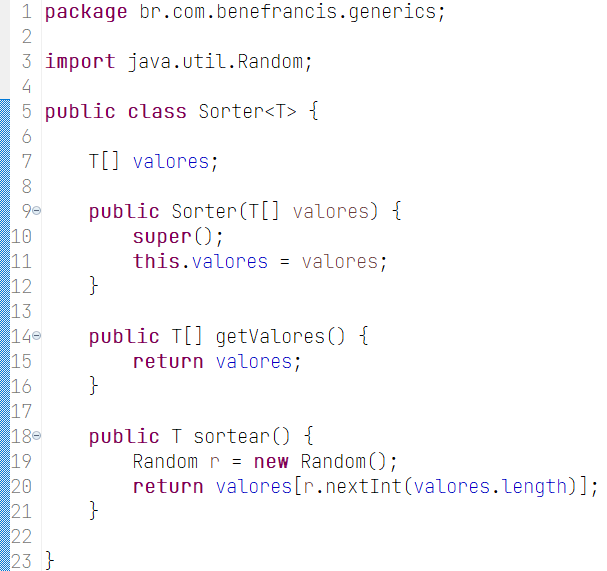 1 package br.com.benefrancis.generics;
2
3 import java.util.Random;
4
5 public class Sorter<T> {
6
7     T[] valores;
8
9     public Sorter(T[] valores) {
10         super();
11         this.valores = valores;
12     }
13
14     public T[] getValores() {
15         return valores;
16     }
17
18     public T sortear() {
19         Random r = new Random();
20         return valores[r.nextInt(valores.length)];
21     }
22
23 }